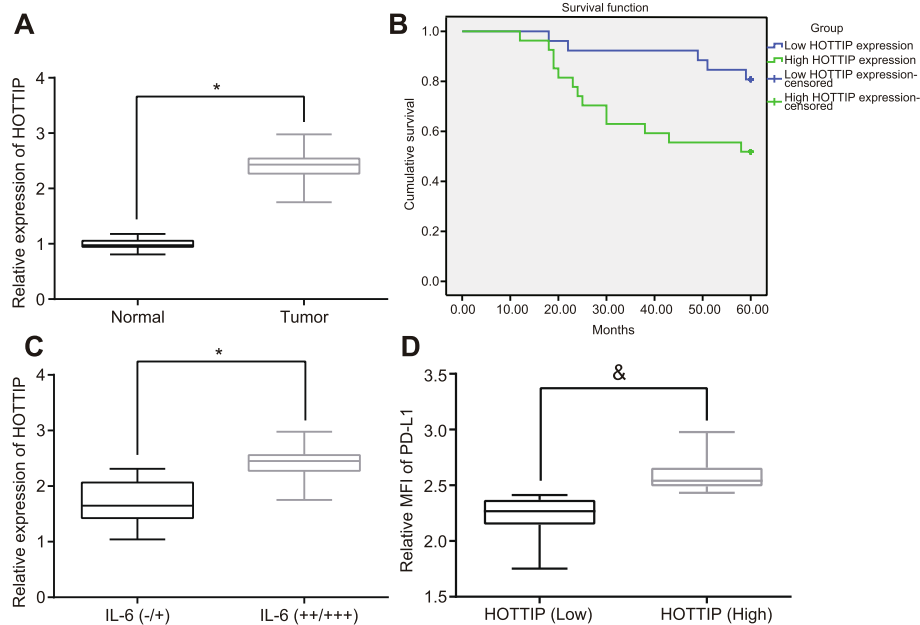 A
Relative expression of HOTTIP
4
3
2
1
0
*
Normal
Tumor
B
Survival function
Cumulative survival
1.0
0.8
0.6
0.4
0.2
0.0
0.00
10.00
20.00
30.00
40.00
50.00
60.00
Months
Group
Low HOTTIP expression
High HOTTIP expression
Low HOTTIP expression-
censored
High HOTTIP expression-
censored
C
Relative expression of HOTTIP
4
3
2
1
0
*
IL-6 (-/+)
IL-6 (++/+++)
D
Relative MFI of PD-L1
3.5
3.0
2.5
2.0
1.5
&
HOTTIP (Low)
HOTTIP (High)